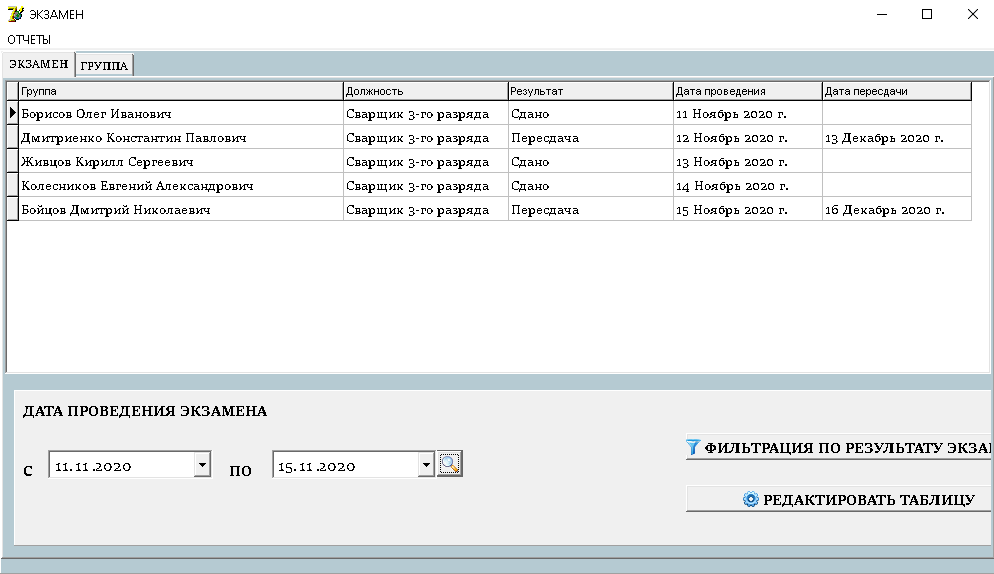 ЭКЗАМЕН
ОТЧЕТЫ
ЭКЗАМЕН ГРУППА
Группа Должность Результат Дата проведения Дата пересдачи
Борисов Олег Иванович Сварщик 3-го разряда Сдано 11 Ноябрь 2020 г.
Дмитриенко Константин Павлович Сварщик 3-го разряда Пересдача 12 Ноябрь 2020 г. 13 Декабрь 2020 г.
Живцов Кирилл Сергеевич Сварщик 3-го разряда Сдано 13 Ноябрь 2020 г.
Колесников Евгений Александрович Сварщик 3-го разряда Сдано 14 Ноябрь 2020 г.
Бойцов Дмитрий Николаевич Сварщик 3-го разряда Пересдача 15 Ноябрь 2020 г. 16 Декабрь 2020 г.
ДАТА ПРОВЕДЕНИЯ ЭКЗАМЕНА
ФИЛЬТРАЦИЯ ПО РЕЗУЛЬТАТУ ЭКЗА
С 11.11.2020 ПО 15.11.2020
РЕДАКТИРОВАТЬ ТАБЛИЦУ